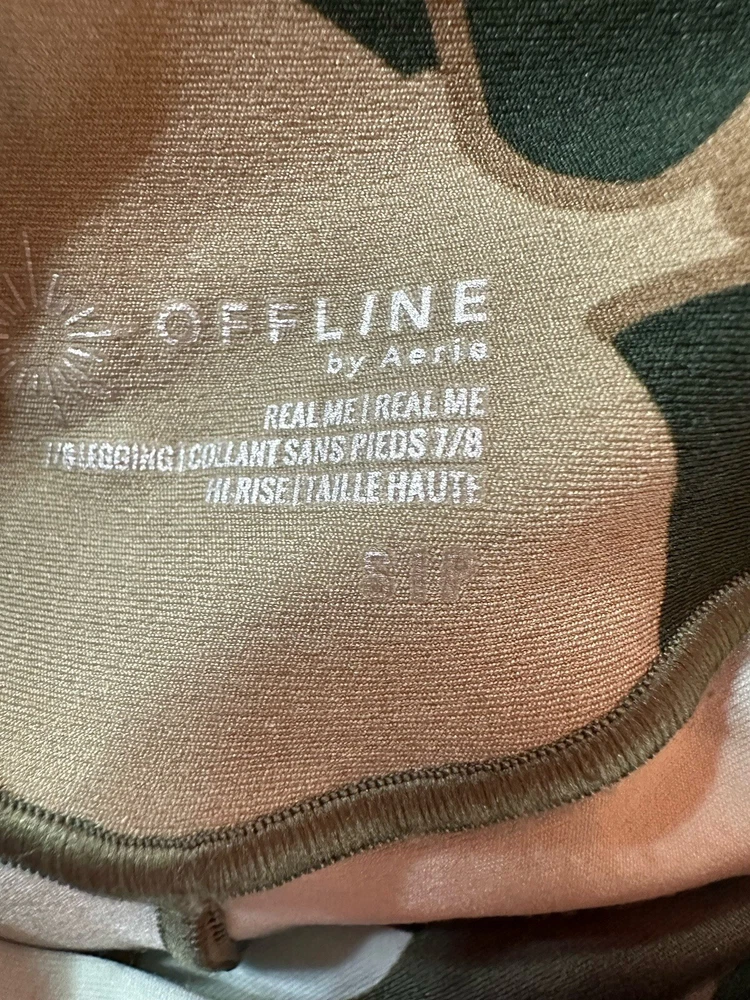 OFFLINE
by Aerie
REAL ME | REAL ME
7/8 LEGGING | COLLANT SANS PIEDS 7/8
HI-RISE | TAILLE HAUTE
S1P